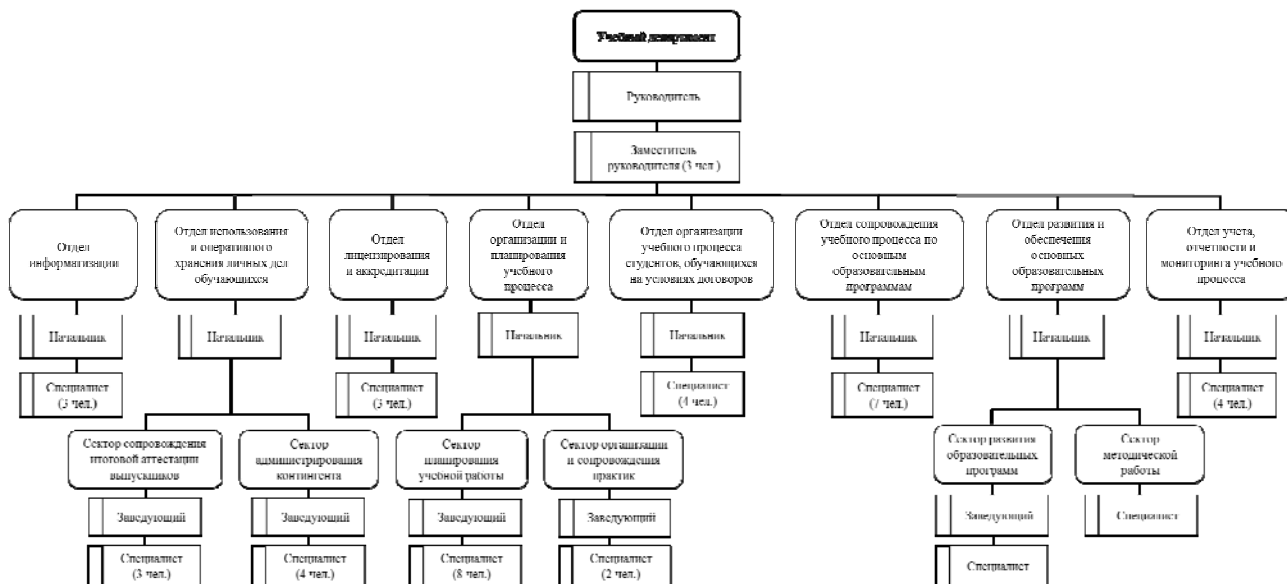 Учебный департамент
Руководитель
Заместитель
руководителя (3 чел.)
Отдел
информатизации
Отдел использования
и оперативного
хранения личных дел
обучающихся
Отдел
лицензирования
и аккредитации
Отдел
организации и
планирования
учебного
процесса
Отдел организации
учебного процесса
студентов, обучающихся
на условиях договоров
Отдел сопровождения
учебного процесса по
основным
образовательным
программам
Отдел развития и
обеспечения
основных
образовательных
программ
Отдел учета,
отчетности и
мониторинга учебного
процесса
Начальник
Начальник
Начальник
Начальник
Начальник
Начальник
Начальник
Начальник
Специалист
(3 чел.)
Специалист
(3 чел.)
Специалист
(4 чел.)
Специалист
(7 чел.)
Специалист
(4 чел.)
Сектор сопровождения
итоговой аттестации
выпускников
Сектор
администрирования
контингента
Сектор
планирования
учебной работы
Сектор организации
и сопровождения
практик
Сектор развития
образовательных
программ
Сектор
методической
работы
Заведующий
Заведующий
Заведующий
Заведующий
Заведующий
Специалист
Специалист
(3 чел.)
Специалист
(4 чел.)
Специалист
(8 чел.)
Специалист
(2 чел.)
Специалист